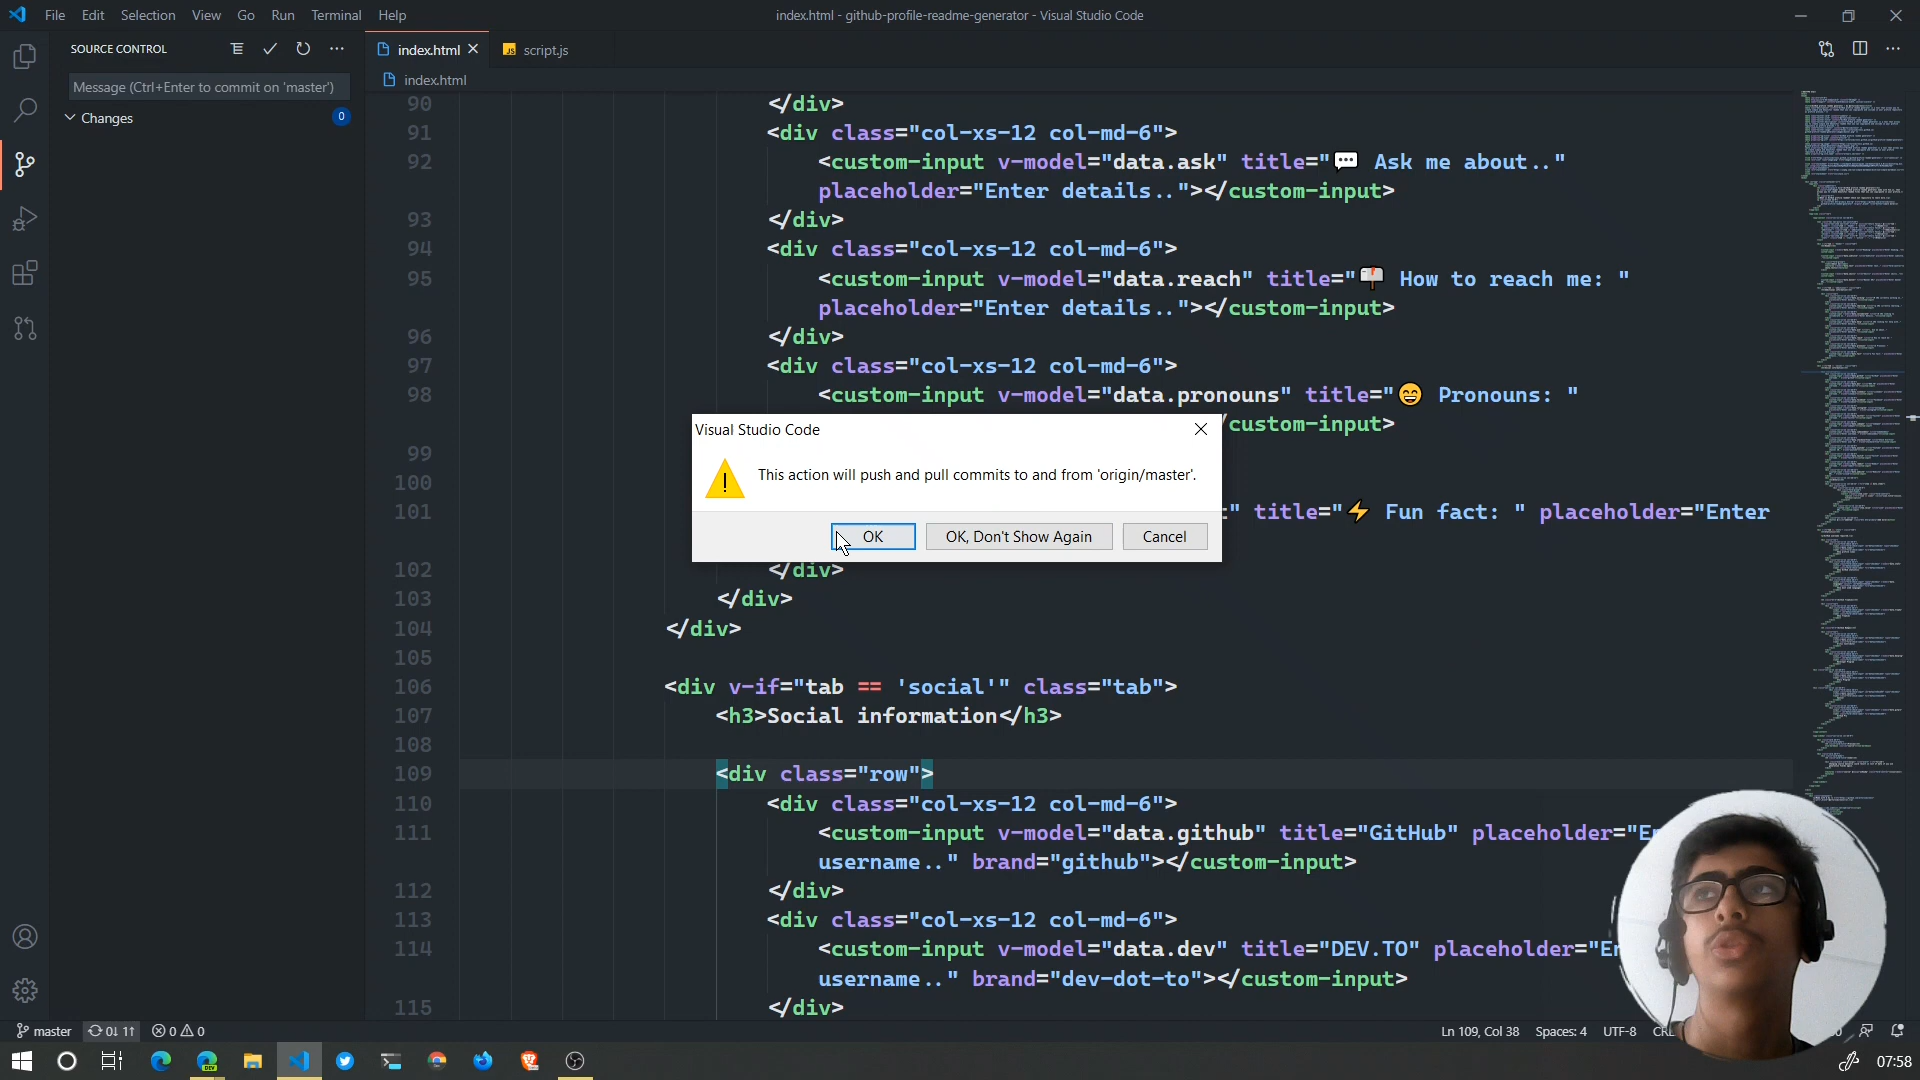 File Edit Selection View Go Run Terminal Help
index.html - github-profile-readme-generator - Visual Studio Code
SOURCE CONTROL
index.html
JS script.js
Message (Ctrl+Enter to commit on 'master')
index.html
Changes
0
90 </div>
91 <div class="col-xs-12 col-md-6">
92 <custom-input v-model="data.ask" title="💬 Ask me about.."
placeholder="Enter details.."></custom-input>
93 </div>
94 <div class="col-xs-12 col-md-6">
95 <custom-input v-model="data.reach" title="📫 How to reach me: "
placeholder="Enter details.."></custom-input>
96 </div>
97 <div class="col-xs-12 col-md-6">
98 <custom-input v-model="data.pronouns" title="😄 Pronouns: "
/custom-input>
99
100
101 " title="⚡ Fun fact: " placeholder="Enter
102 </div>
103 </div>
104 </div>
105
106 <div v-if="tab == 'social'" class="tab">
107 <h3>Social information</h3>
108
109 <div class="row">
110 <div class="col-xs-12 col-md-6">
111 <custom-input v-model="data.github" title="GitHub" placeholder="En
username.." brand="github"></custom-input>
112 </div>
113 <div class="col-xs-12 col-md-6">
114 <custom-input v-model="data.dev" title="DEV.TO" placeholder="En
username.." brand="dev-dot-to"></custom-input>
115 </div>
Visual Studio Code
This action will push and pull commits to and from 'origin/master'.
OK
OK, Don't Show Again
Cancel
master 0↓ 1↑ 0 0
Ln 109, Col 38 Spaces: 4 UTF-8
DEV
07:58